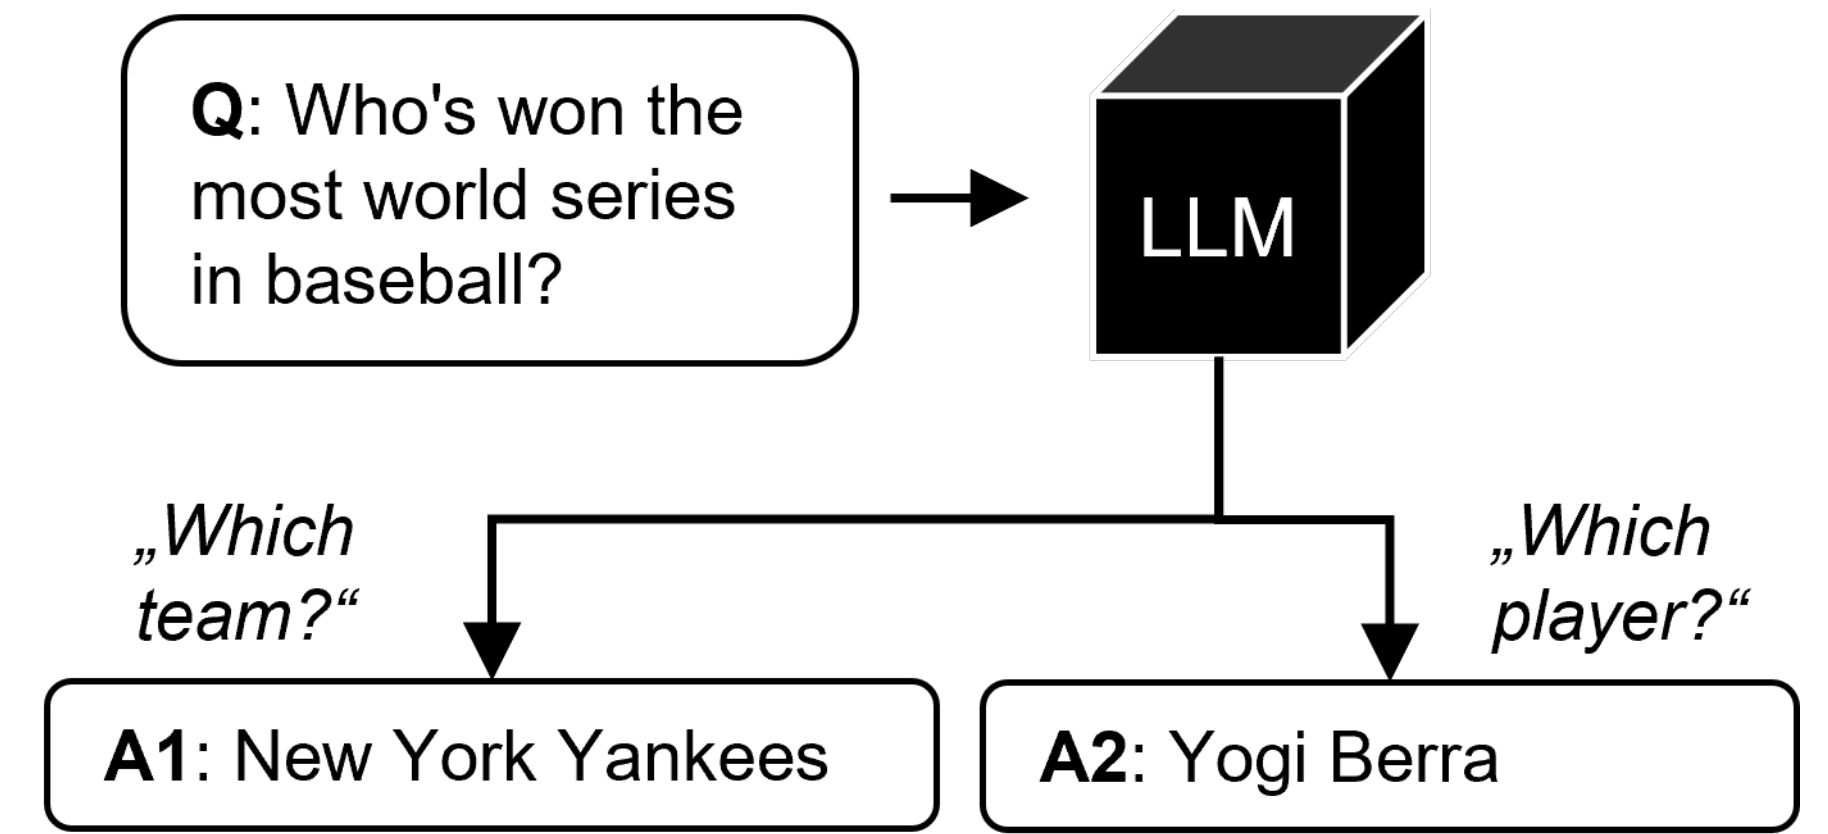 Q: Who's won the
most world series
in baseball?
LLM
„Which
team?“
„Which
player?“
A1: New York Yankees
A2: Yogi Berra